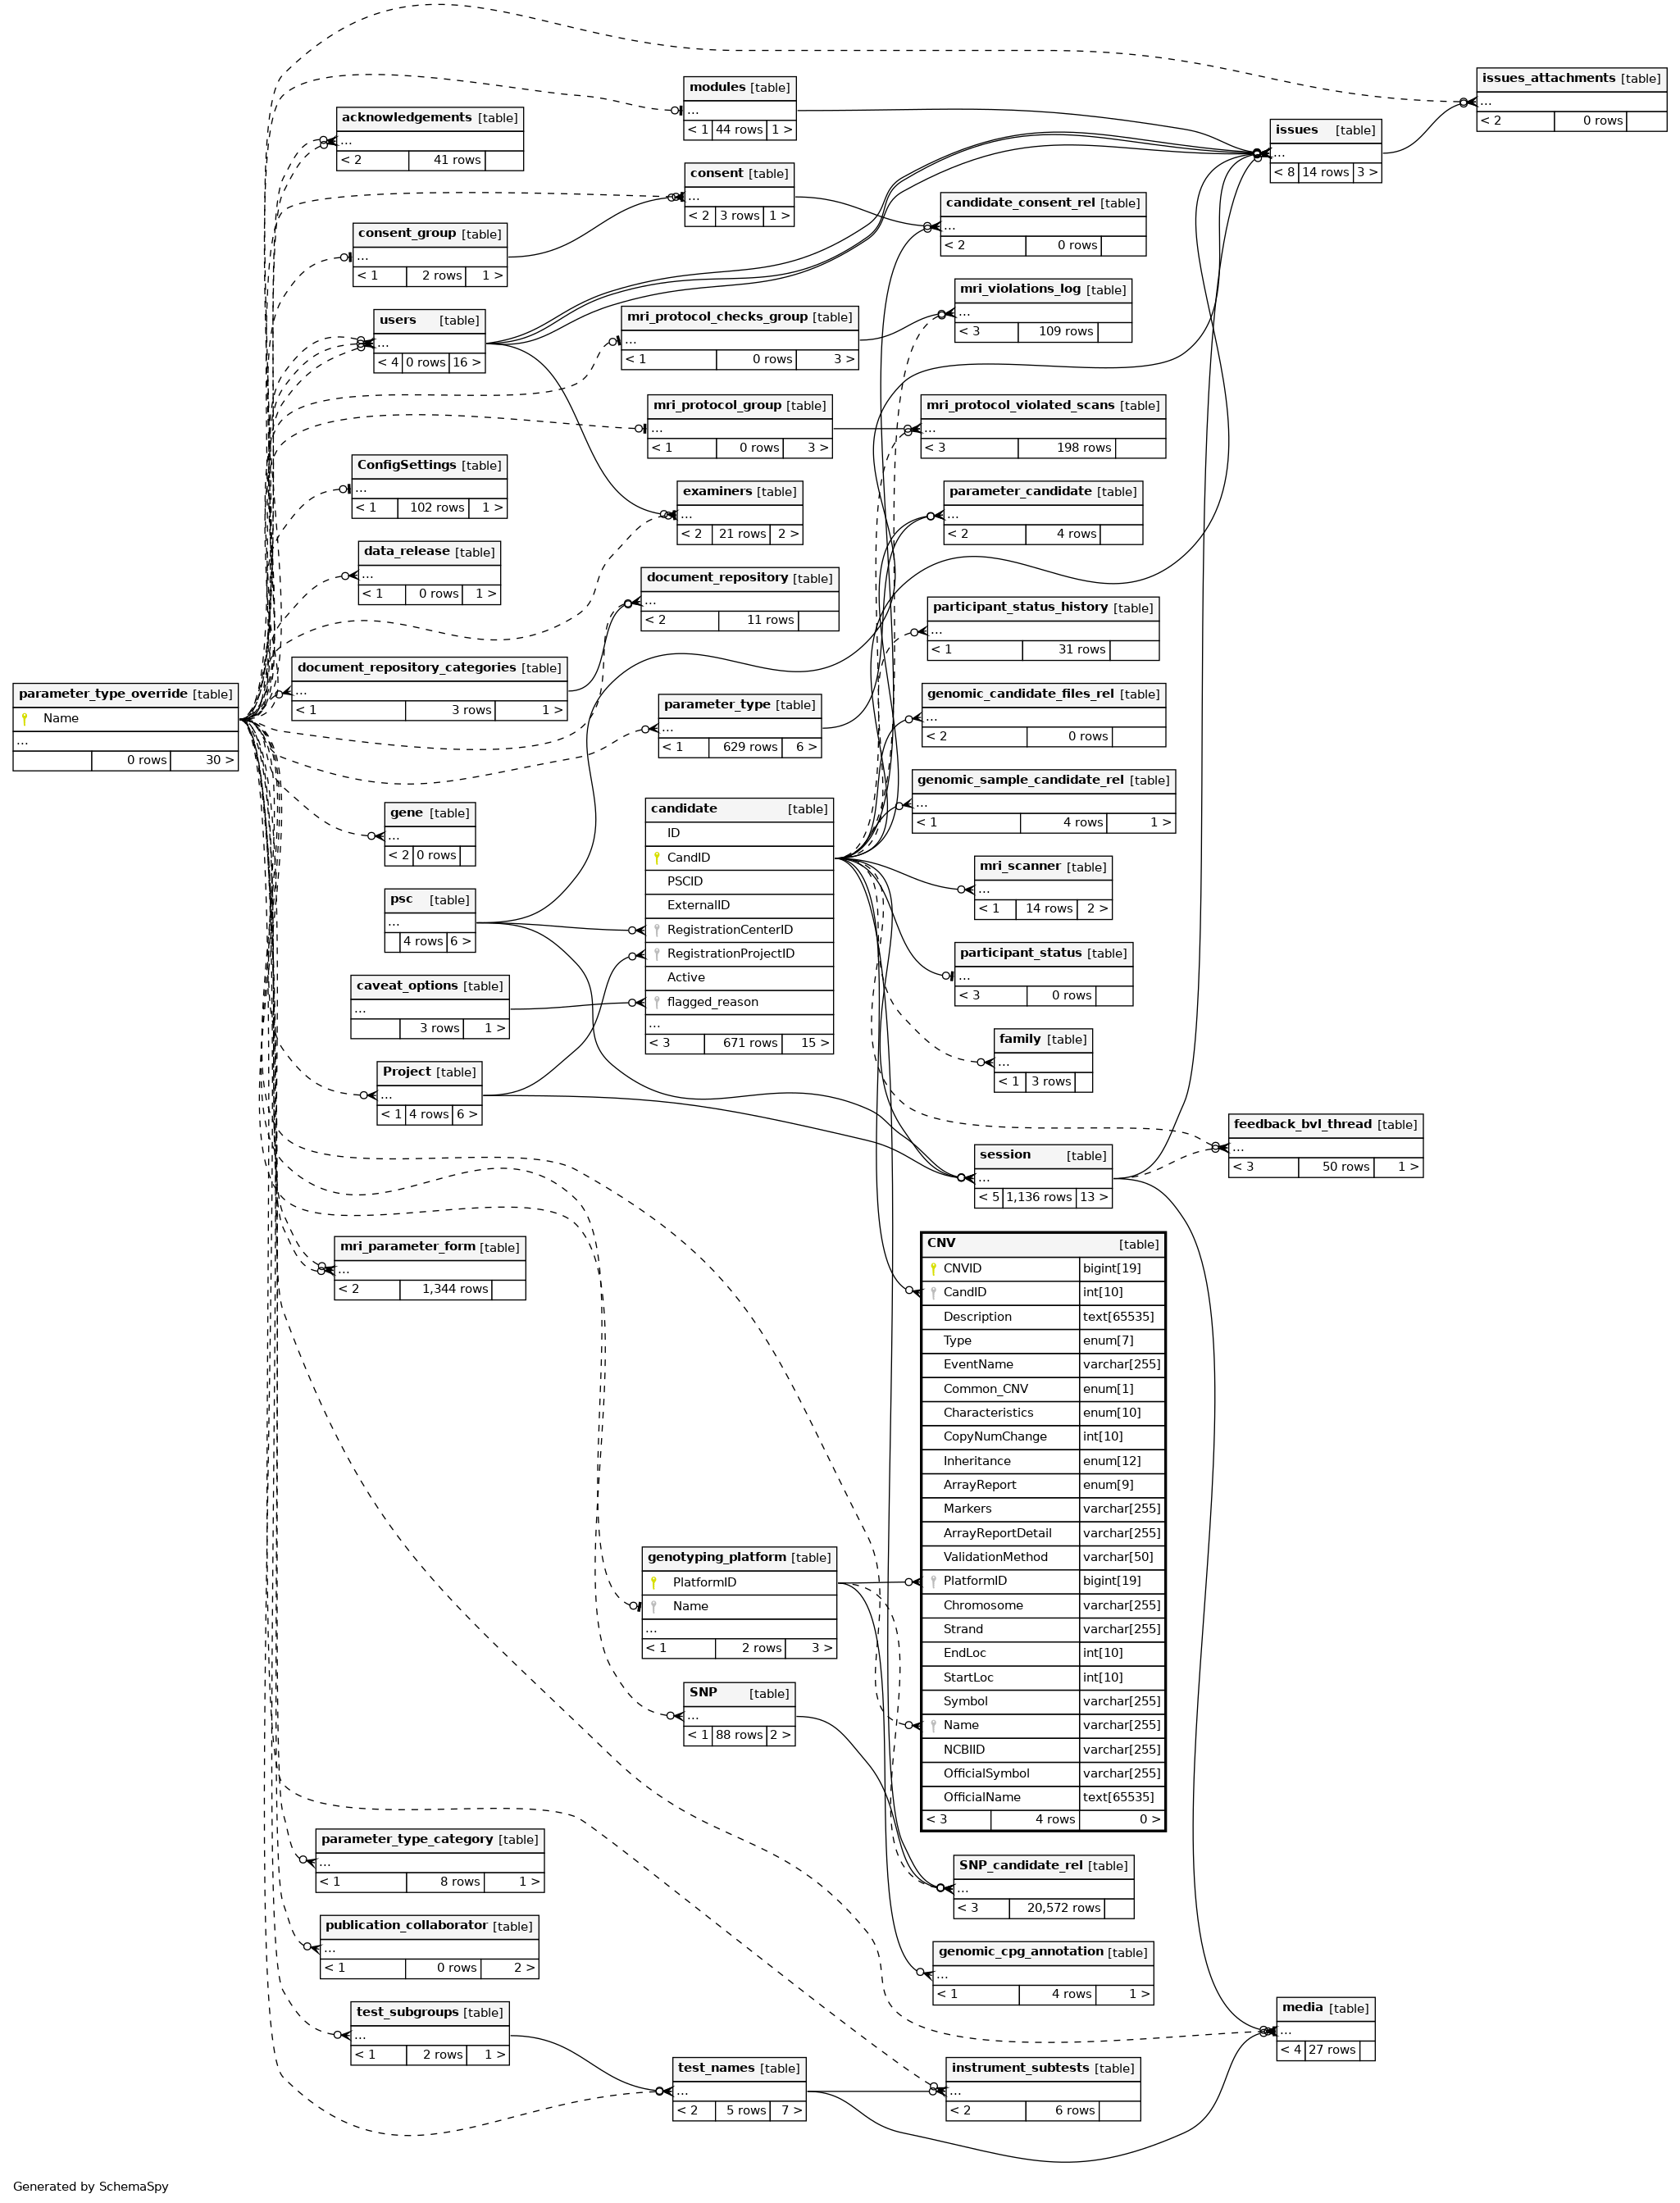 issues_attachments [table]
...
< 2 0 rows
modules [table]
...
< 1 44 rows 1 >
acknowledgements [table]
...
< 2 41 rows
issues [table]
...
< 8 14 rows 3 >
consent [table]
...
< 2 3 rows 1 >
candidate_consent_rel [table]
...
< 2 0 rows
consent_group [table]
...
< 1 2 rows 1 >
mri_violations_log [table]
...
< 3 109 rows
users [table]
...
< 4 0 rows 16 >
mri_protocol_checks_group [table]
...
< 1 0 rows 3 >
mri_protocol_group [table]
...
< 1 0 rows 3 >
mri_protocol_violated_scans [table]
...
< 3 198 rows
ConfigSettings [table]
...
< 1 102 rows 1 >
examiners [table]
...
< 2 21 rows 2 >
parameter_candidate [table]
...
< 2 4 rows
data_release [table]
...
< 1 0 rows 1 >
document_repository [table]
...
< 2 11 rows
participant_status_history [table]
...
< 1 31 rows
document_repository_categories [table]
...
< 1 3 rows 1 >
parameter_type_override [table]
Name
...
0 rows 30 >
parameter_type [table]
...
< 1 629 rows 6 >
genomic_candidate_files_rel [table]
...
< 2 0 rows
genomic_sample_candidate_rel [table]
...
< 1 4 rows 1 >
gene [table]
...
< 2 0 rows
candidate [table]
ID
CandID
PSCID
ExternalID
RegistrationCenterID
RegistrationProjectID
Active
flagged_reason
...
< 3 671 rows 15 >
mri_scanner [table]
...
< 1 14 rows 2 >
psc [table]
...
4 rows 6 >
participant_status [table]
...
< 3 0 rows
caveat_options [table]
...
3 rows 1 >
family [table]
...
< 1 3 rows
Project [table]
...
< 1 4 rows 6 >
feedback_bvl_thread [table]
...
< 3 50 rows 1 >
session [table]
...
< 5 1,136 rows 13 >
mri_parameter_form [table]
...
< 2 1,344 rows
CNV [table]
CNVID bigint[19]
CandID int[10]
Description text[65535]
Type enum[7]
EventName varchar[255]
Common_CNV enum[1]
Characteristics enum[10]
CopyNumChange int[10]
Inheritance enum[12]
ArrayReport enum[9]
Markers varchar[255]
ArrayReportDetail varchar[255]
ValidationMethod varchar[50]
PlatformID bigint[19]
Chromosome varchar[255]
Strand varchar[255]
EndLoc int[10]
StartLoc int[10]
Symbol varchar[255]
Name varchar[255]
NCBIID varchar[255]
OfficialSymbol varchar[255]
OfficialName text[65535]
< 3 4 rows 0 >
genotyping_platform [table]
PlatformID
Name
...
< 1 2 rows 3 >
SNP [table]
...
< 1 88 rows 2 >
parameter_type_category [table]
...
< 1 8 rows 1 >
SNP_candidate_rel [table]
...
< 3 20,572 rows
publication_collaborator [table]
...
< 1 0 rows 2 >
genomic_cpg_annotation [table]
...
< 1 4 rows 1 >
test_subgroups [table]
...
< 1 2 rows 1 >
media [table]
...
< 4 27 rows
test_names [table]
...
< 2 5 rows 7 >
instrument_subtests [table]
...
< 2 6 rows
Generated by SchemaSpy